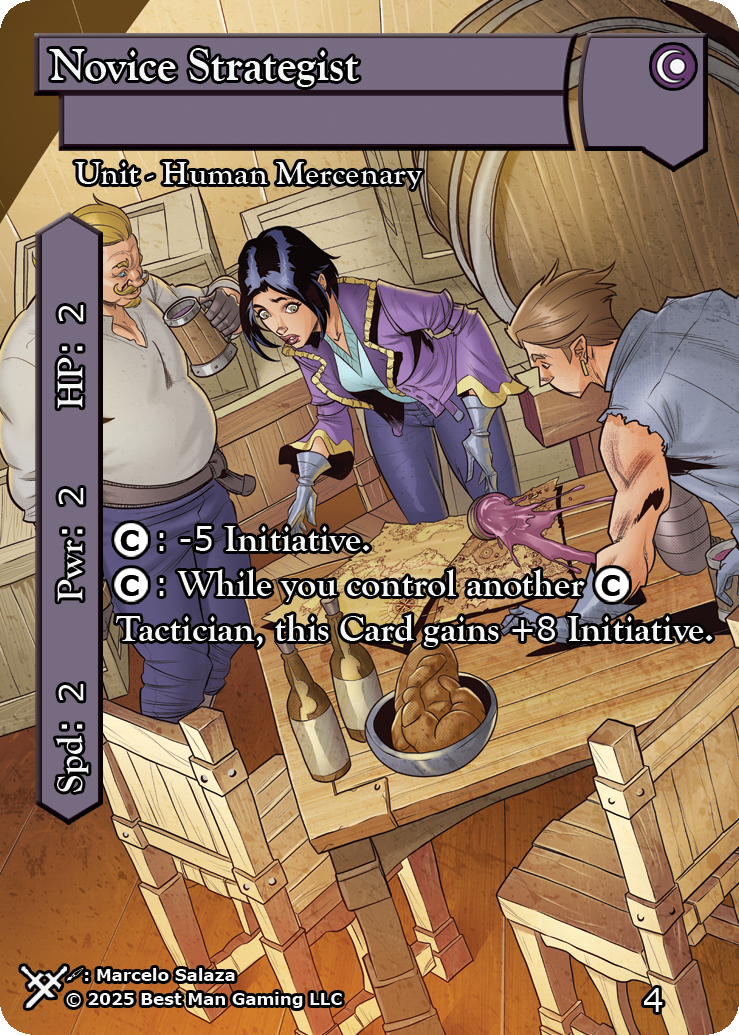 Novice Strategist
Unit - Human Mercenary
HP: 2
Pwr: 2
Spd: 2
C : -5 Initiative.
C : While you control another C
Tactician, this Card gains +8 Initiative.
: Marcelo Salaza
© 2025 Best Man Gaming LLC
4